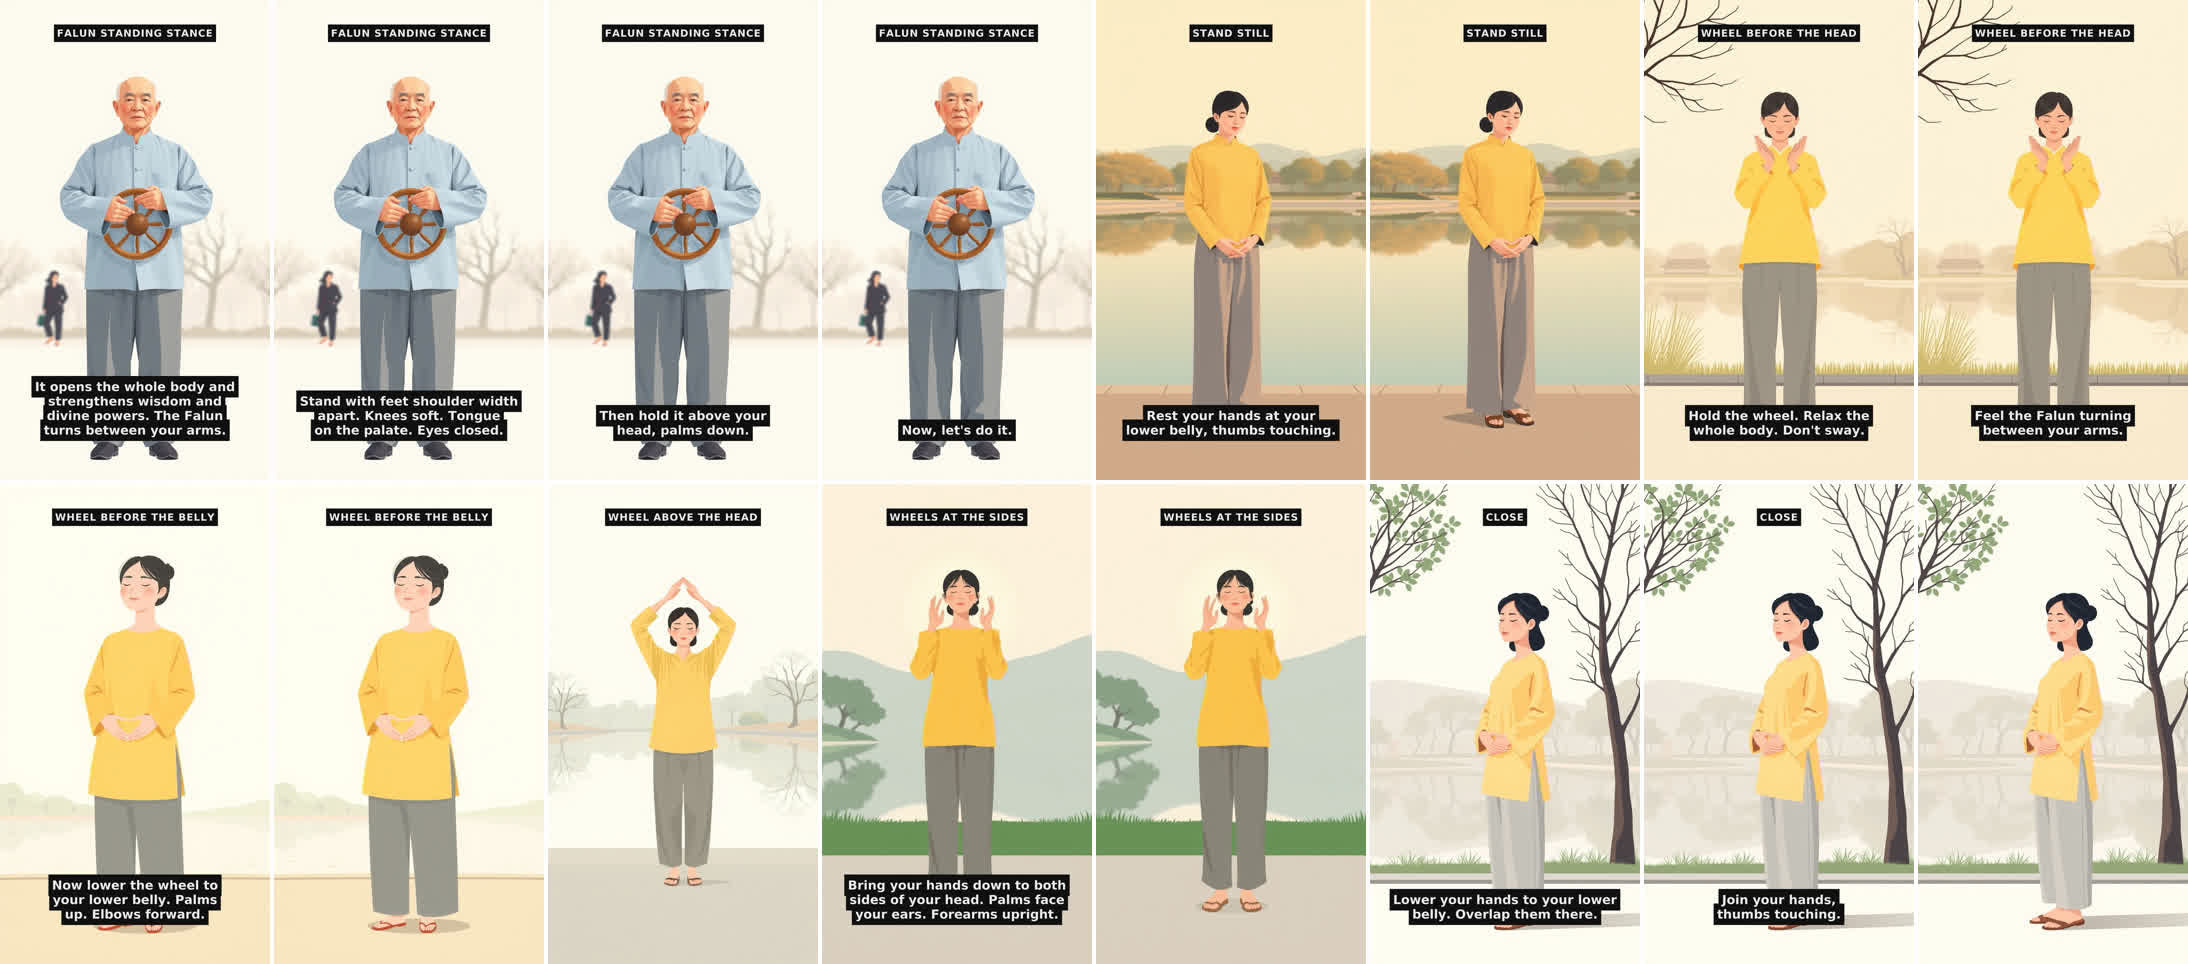 FALUN STANDING STANCE
It opens the whole body and
strengthens wisdom and
divine powers. The Falun
turns between your arms.
FALUN STANDING STANCE
Stand with feet shoulder width
apart. Knees soft. Tongue
on the palate. Eyes closed.
FALUN STANDING STANCE
Then hold it above your
head, palms down.
FALUN STANDING STANCE
Now, let's do it.
STAND STILL
Rest your hands at your
lower belly, thumbs touching.
STAND STILL
WHEEL BEFORE THE HEAD
Hold the wheel. Relax the
whole body. Don't sway.
WHEEL BEFORE THE HEAD
Feel the Falun turning
between your arms.
WHEEL BEFORE THE BELLY
Now lower the wheel to
your lower belly. Palms
up. Elbows forward.
WHEEL BEFORE THE BELLY
WHEEL ABOVE THE HEAD
WHEELS AT THE SIDES
Bring your hands down to both
sides of your head. Palms face
your ears. Forearms upright.
WHEELS AT THE SIDES
CLOSE
Lower your hands to your lower
belly. Overlap them there.
CLOSE
Join your hands,
thumbs touching.